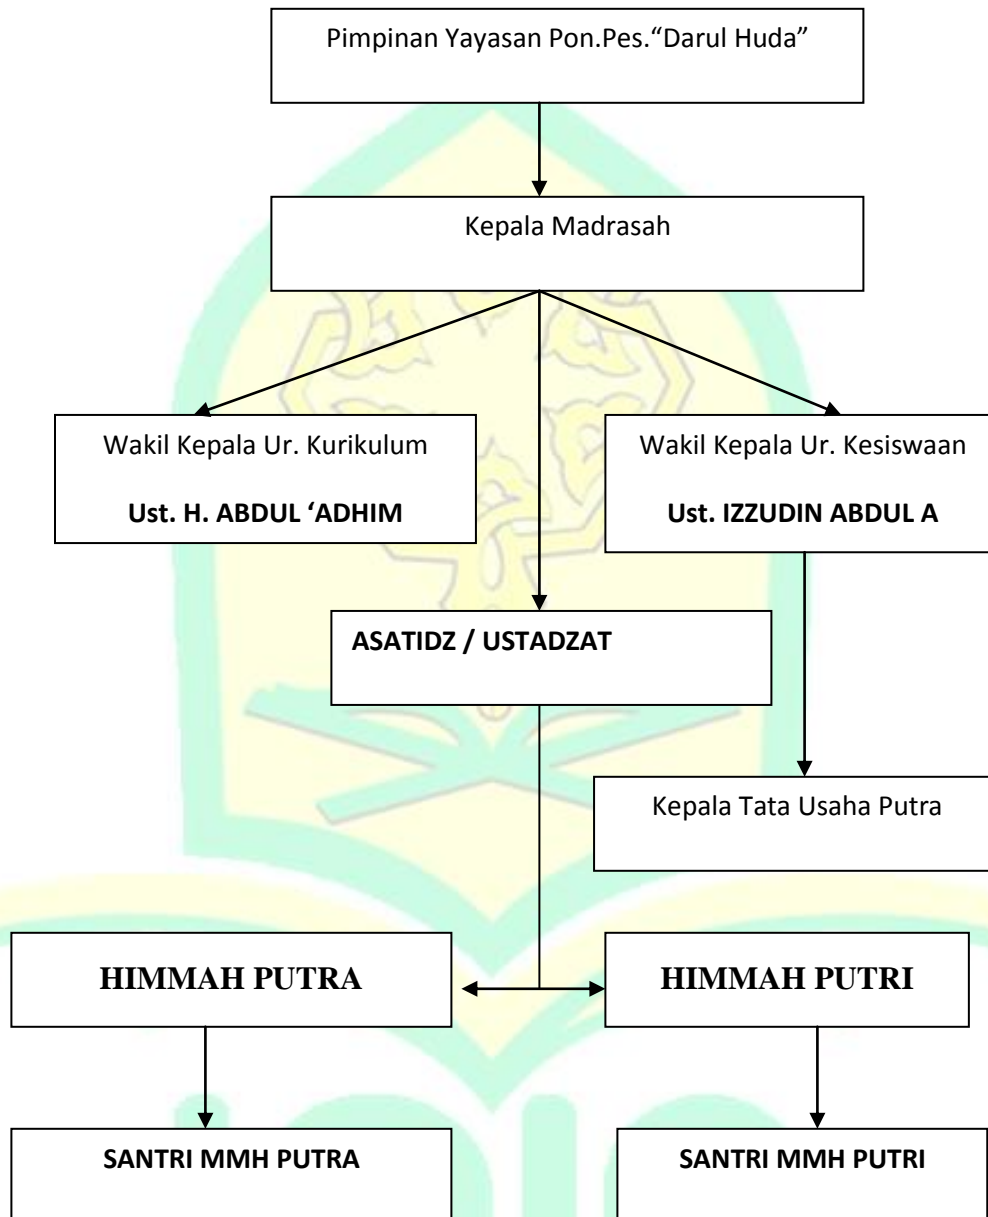 Pimpinan Yayasan Pon.Pes.“Darul Huda”
Kepala Madrasah
Wakil Kepala Ur. Kurikulum
Ust. H. ABDUL ‘ADHIM
Wakil Kepala Ur. Kesiswaan
Ust. IZZUDIN ABDUL A
ASATIDZ / USTADZAT
Kepala Tata Usaha Putra
HIMMAH PUTRA
HIMMAH PUTRI
SANTRI MMH PUTRA
SANTRI MMH PUTRI